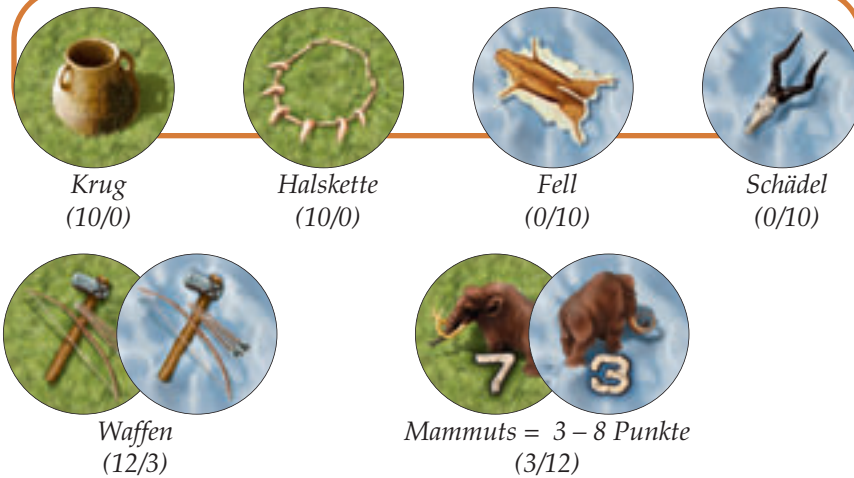 Krug
(10/0)
Halskette
(10/0)
Fell
(0/10)
Schädel
(0/10)
7
3
Waffen
(12/3)
Mammuts = 3 – 8 Punkte
(3/12)